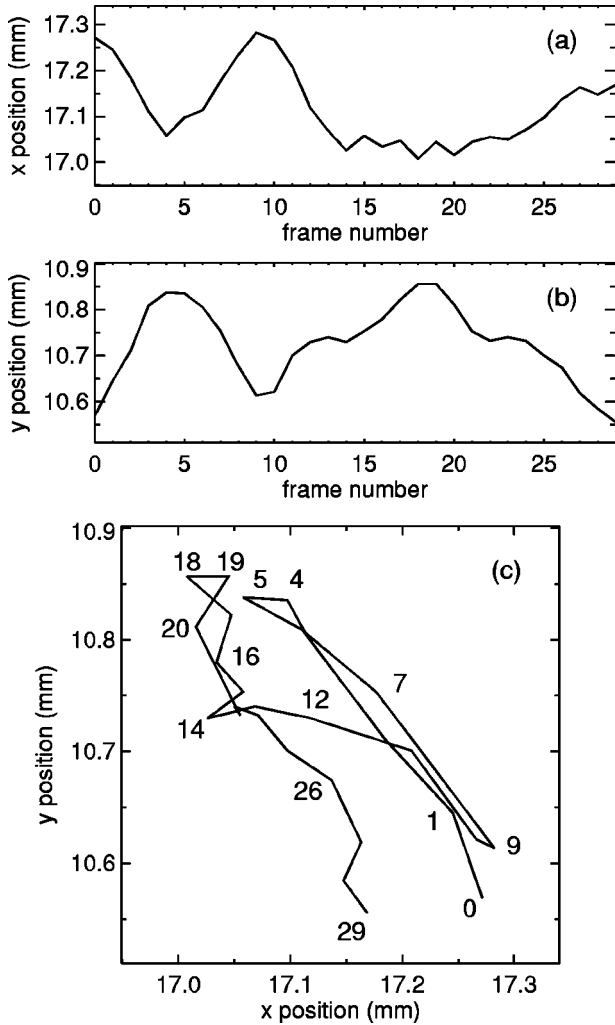 17.3
17.2
17.1
17.0
x position (mm)
(a)
0 5 10 15 20 25
frame number
10.9
10.8
10.7
10.6
y position (mm)
(b)
0 5 10 15 20 25
frame number
10.9
10.8
10.7
10.6
y position (mm)
(c)
18 19
5 4
20
16
7
12
14
26
1
9
0
29
17.0 17.1 17.2 17.3
x position (mm)